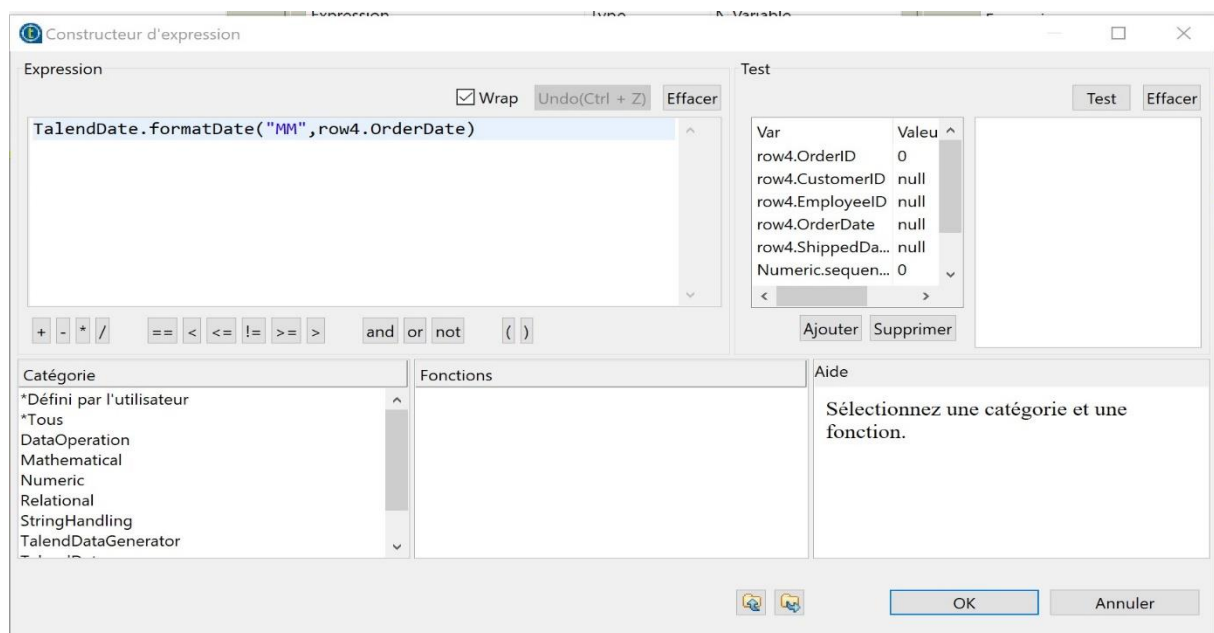 Expression Type N Variable
Constructeur d'expression
Expression
Wrap Undo(Ctrl + Z) Effacer
TalendDate.formatDate("MM",row4.OrderDate)
+ - * / == < <= != >= > and or not ( )
Test
Test Effacer
Var Valeu
row4.OrderID 0
row4.CustomerID null
row4.EmployeeID null
row4.OrderDate null
row4.ShippedDa... null
Numeric.sequen... 0
Ajouter Supprimer
Catégorie
*Défini par l'utilisateur
*Tous
DataOperation
Mathematical
Numeric
Relational
StringHandling
TalendDataGenerator
Fonctions
Aide
Sélectionnez une catégorie et une
fonction.
OK Annuler